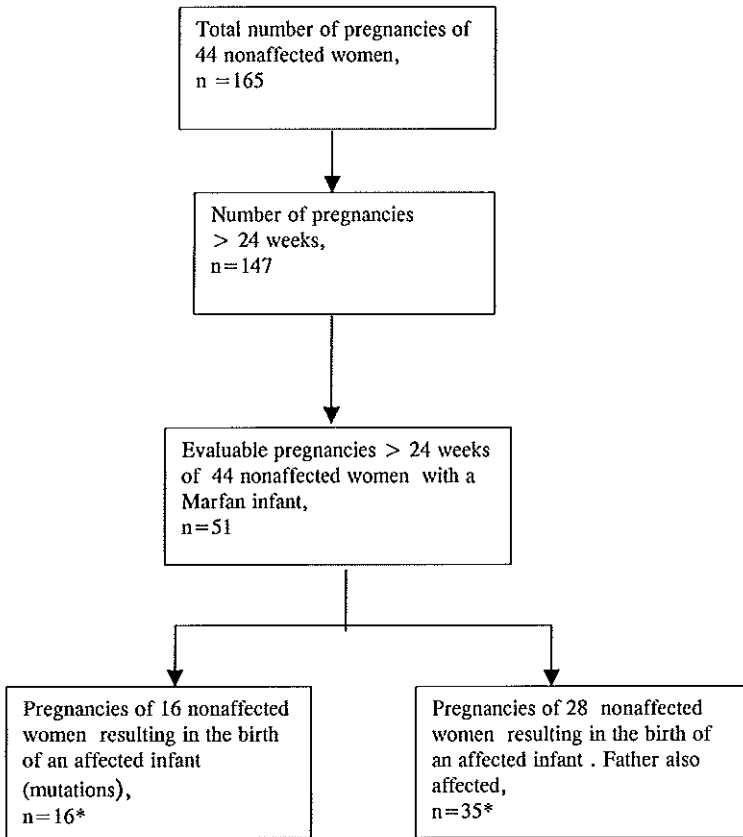 Total number of pregnancies of
44 nonaffected women,
n =165
Number of pregnancies
> 24 weeks,
n=147
Evaluable pregnancies > 24 weeks
of 44 nonaffected women with a
Marfan infant,
n=51
Pregnancies of 16 nonaffected
women resulting in the birth
of an affected infant
(mutations),
n=16*
Pregnancies of 28 nonaffected
women resulting in the birth of
an affected infant . Father also
affected,
n=35*